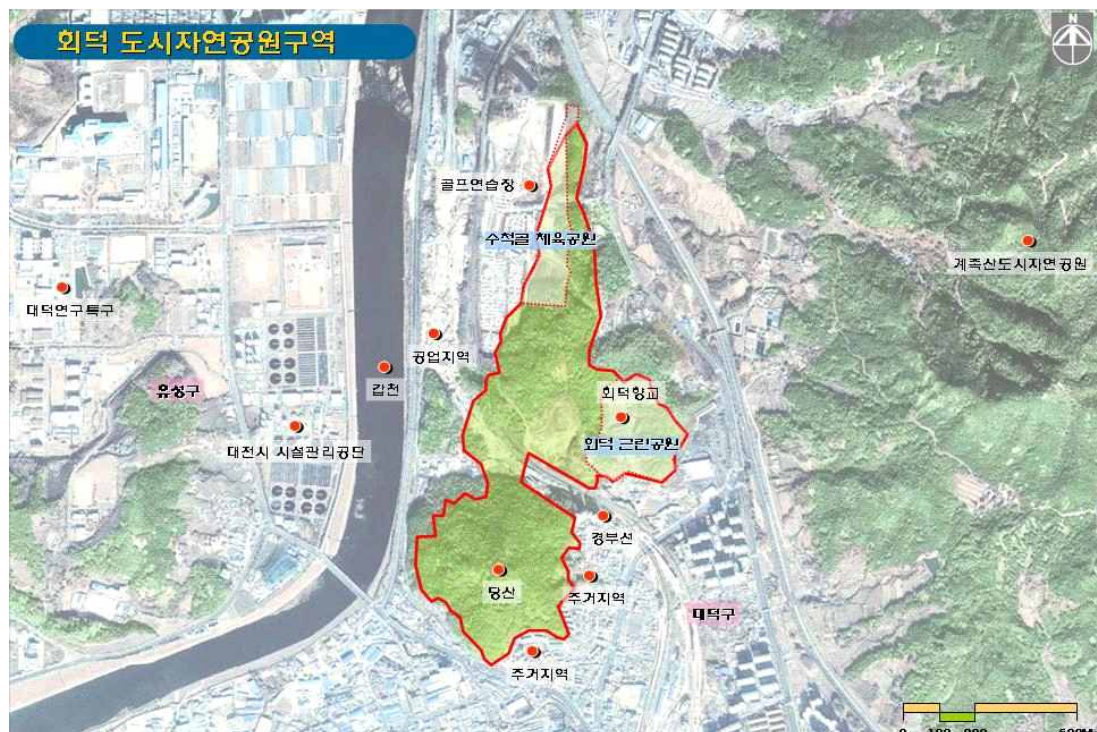 회덕 도시자연공원구역
N
골프연습장
수척골 체육공원
계족산도시자연공원
대덕연구특구
공업지역
갑천
유성구
회덕향교
회덕 근린공원
대전시 시설관리공단
경부선
당산
주거지역
대덕구
주거지역